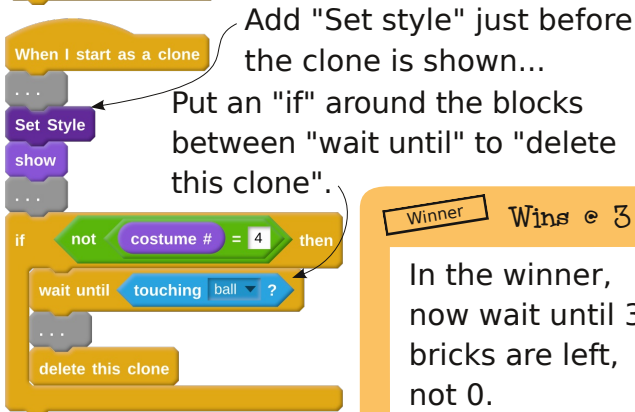 Add "Set style" just before
the clone is shown...
When I start as a clone
. . .
Set Style
show
. . .
Put an "if" around the blocks
between "wait until" to "delete
this clone".
if not costume # = 4 then
wait until touching ball ?
. . .
delete this clone
Winner Wins @ 3
In the winner,
now wait until 3
bricks are left,
not 0.